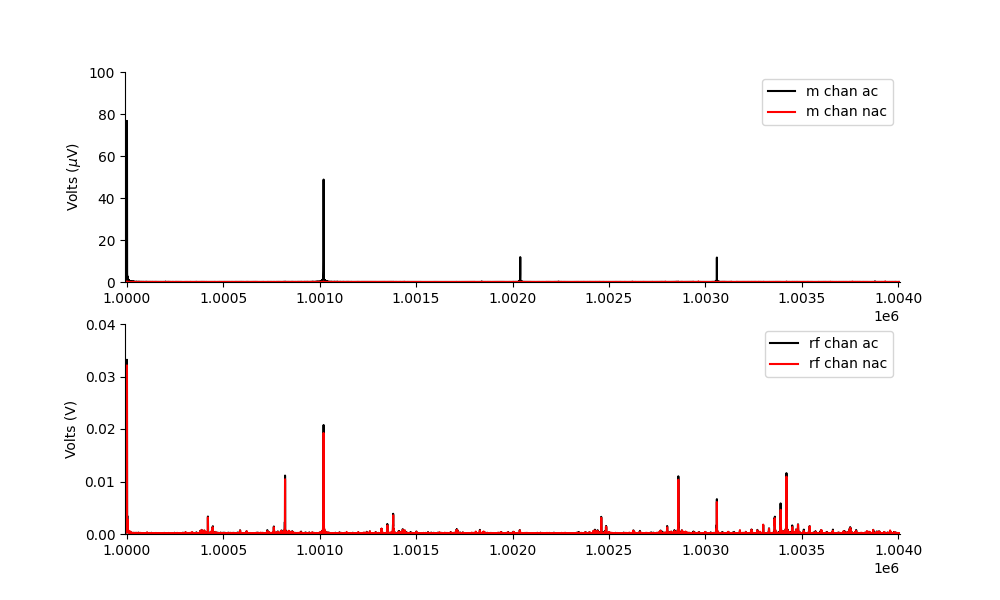 100
80
60
40
20
0
Volts (μV)
m chan ac
m chan nac
1.0000 1.0005 1.0010 1.0015 1.0020 1.0025 1.0030 1.0035 1.0040
1e6
0.04
0.03
0.02
0.01
0.00
Volts (V)
rf chan ac
rf chan nac
1.0000 1.0005 1.0010 1.0015 1.0020 1.0025 1.0030 1.0035 1.0040
1e6